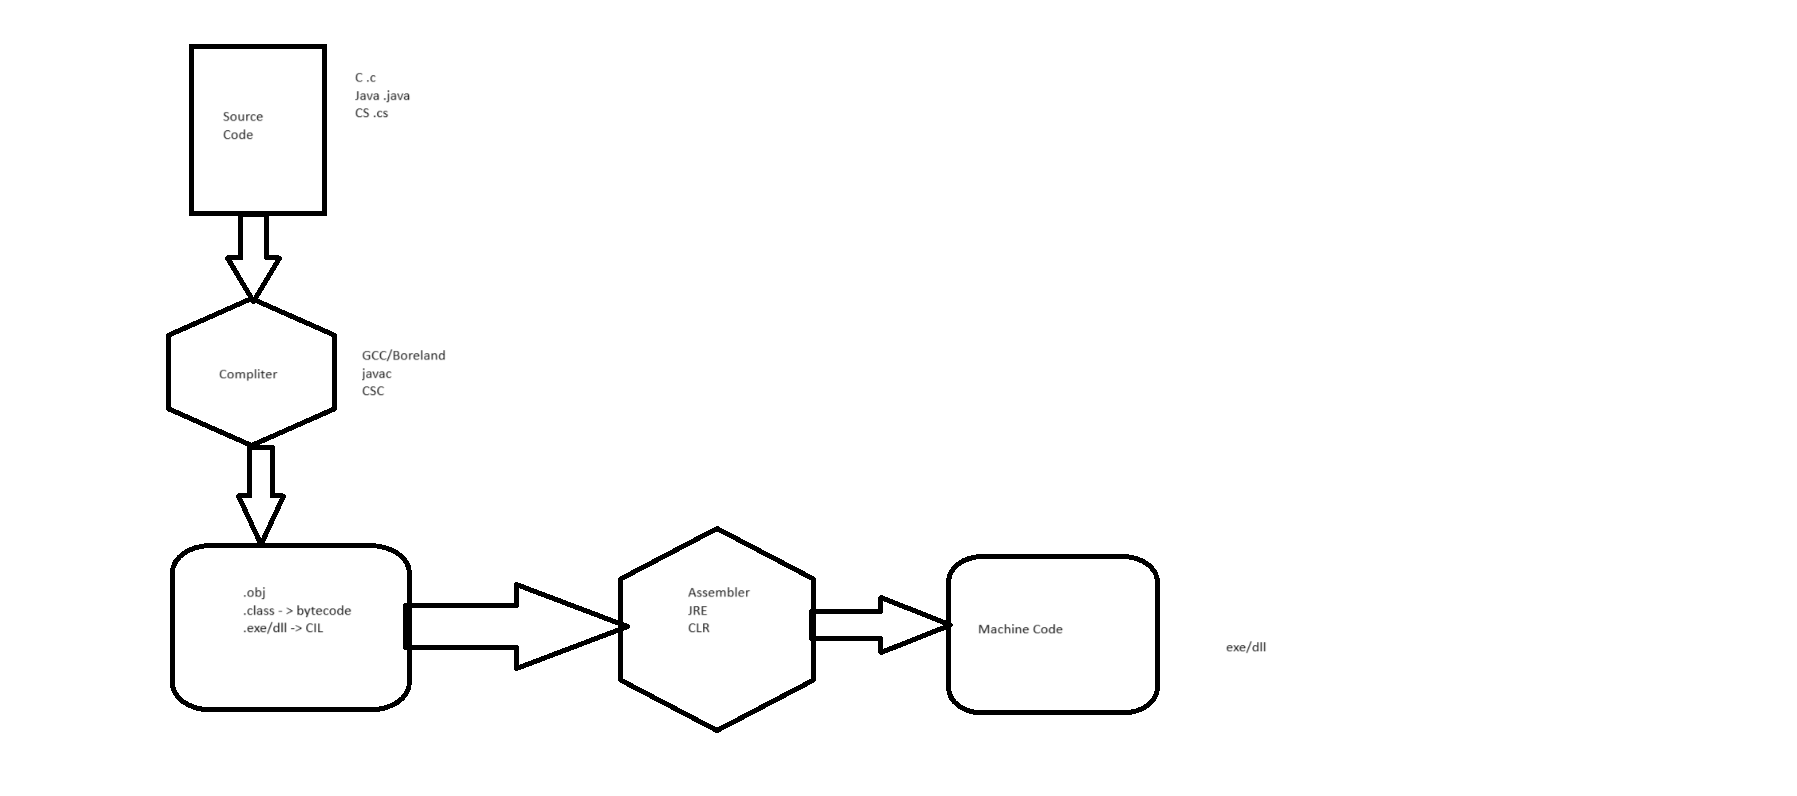 Source
Code
C .c
Java .java
CS .cs
Compliter
GCC/Boreland
javac
CSC
.obj
.class - > bytecode
.exe/dll -> CIL
Assembler
JRE
CLR
Machine Code
exe/dll